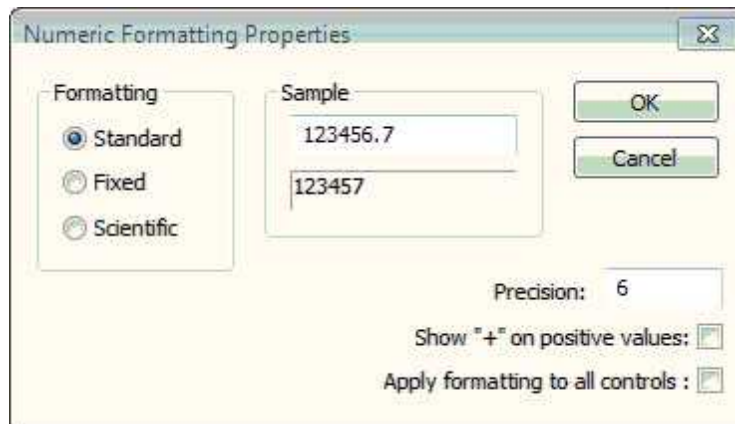 Numeric Formatting Properties
Formatting
Standard
Fixed
Scientific
Sample
123456.7
123457
OK
Cancel
Precision: 6
Show "+" on positive values:
Apply formatting to all controls :